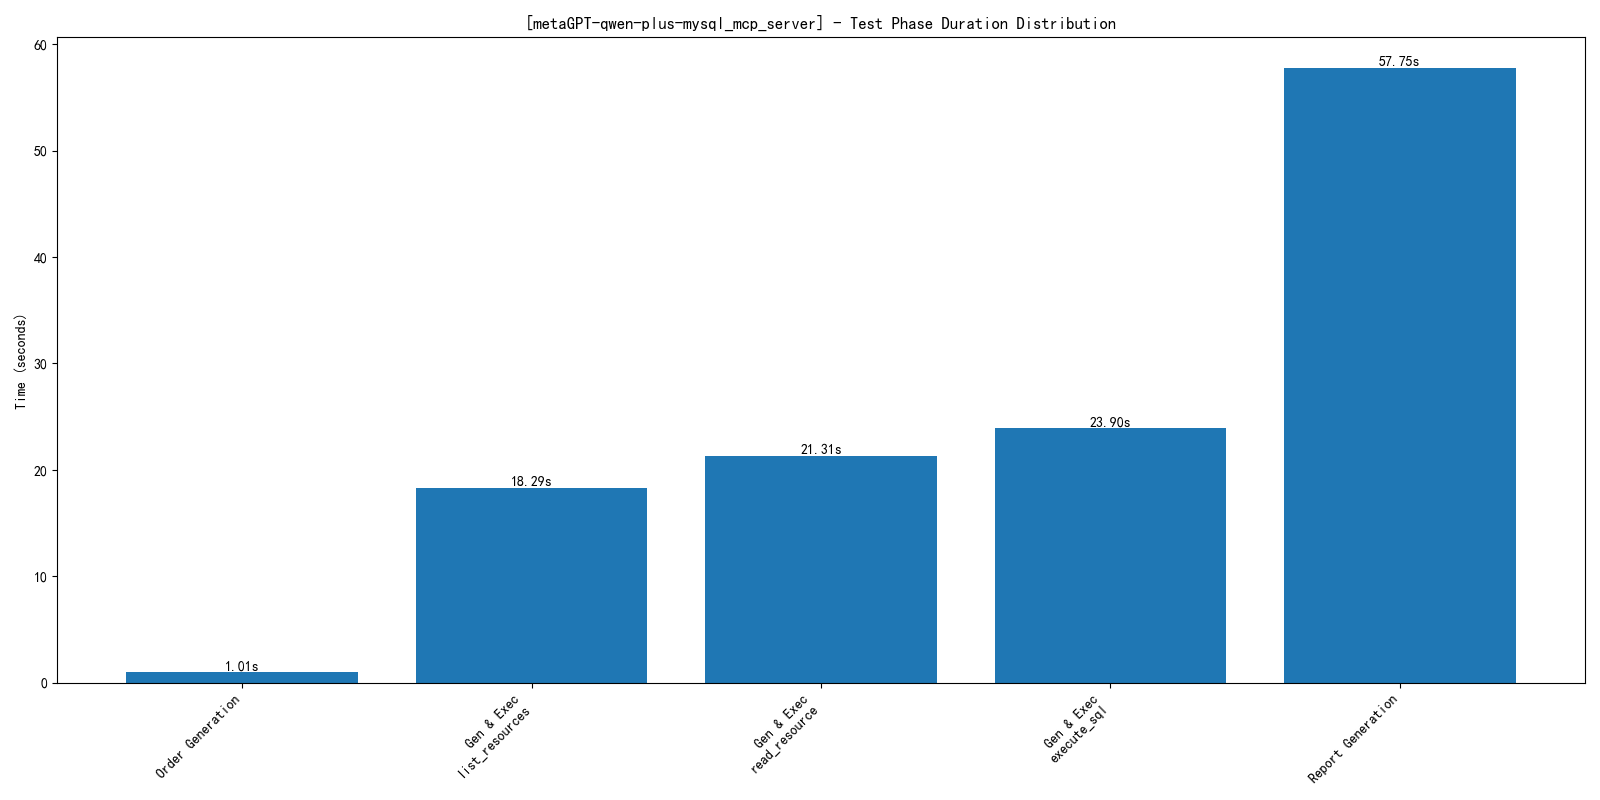 [metaGPT-qwen-plus-mysql_mcp_server] - Test Phase Duration Distribution
Time (seconds)
60
50
40
30
20
10
0
1.01s
18.29s
21.31s
23.90s
57.75s
Order Generation
Gen & Exec
list_resources
Gen & Exec
read_resource
Gen & Exec
execute_sql
Report Generation